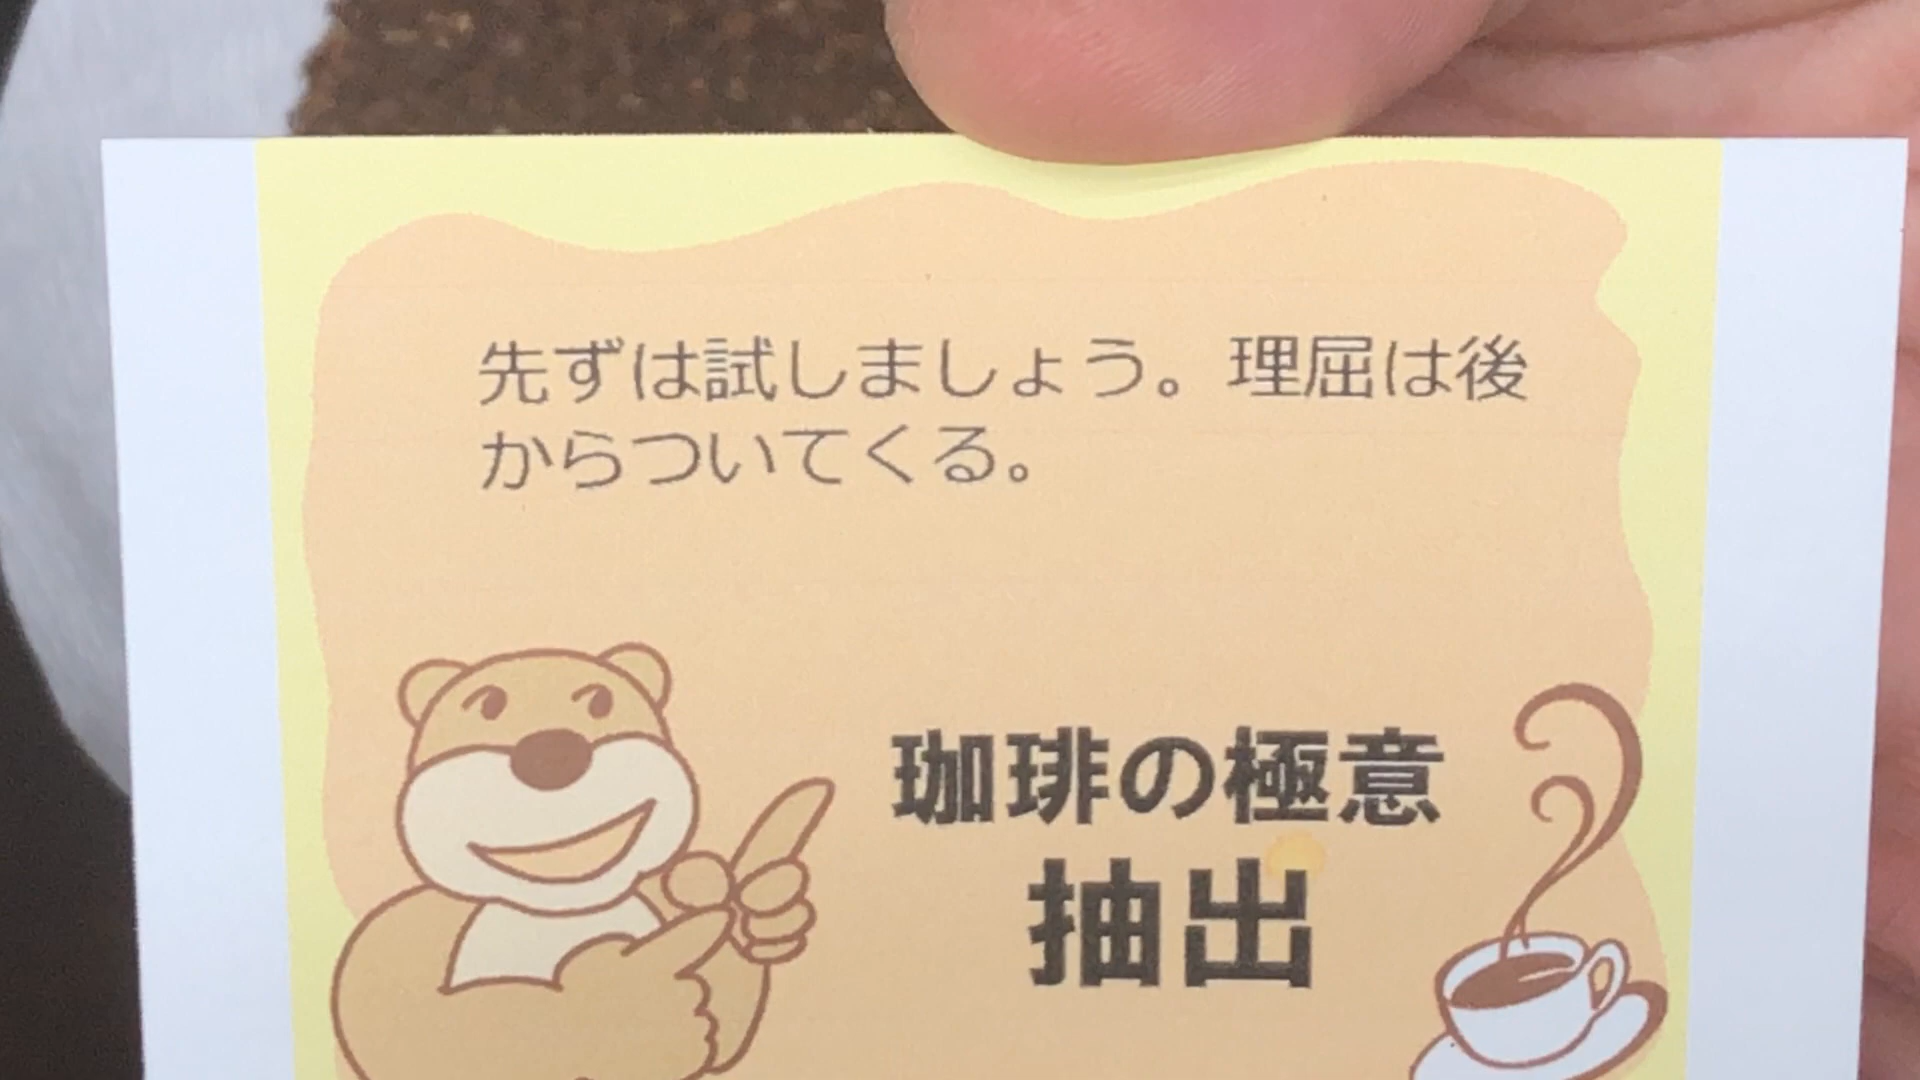 先ずは試しましょう。理屈は後
からついてくる。
珈琲の極意
抽出